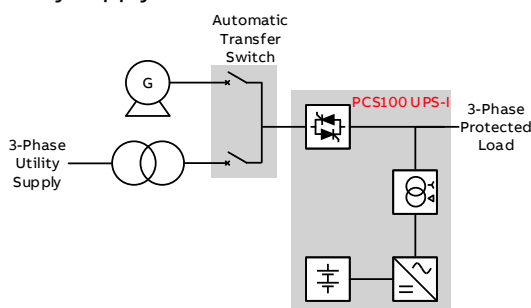 Automatic
Transfer
Switch
G
PCS100 UPS-I
3-Phase
Protected
Load
3-Phase
Utility
Supply